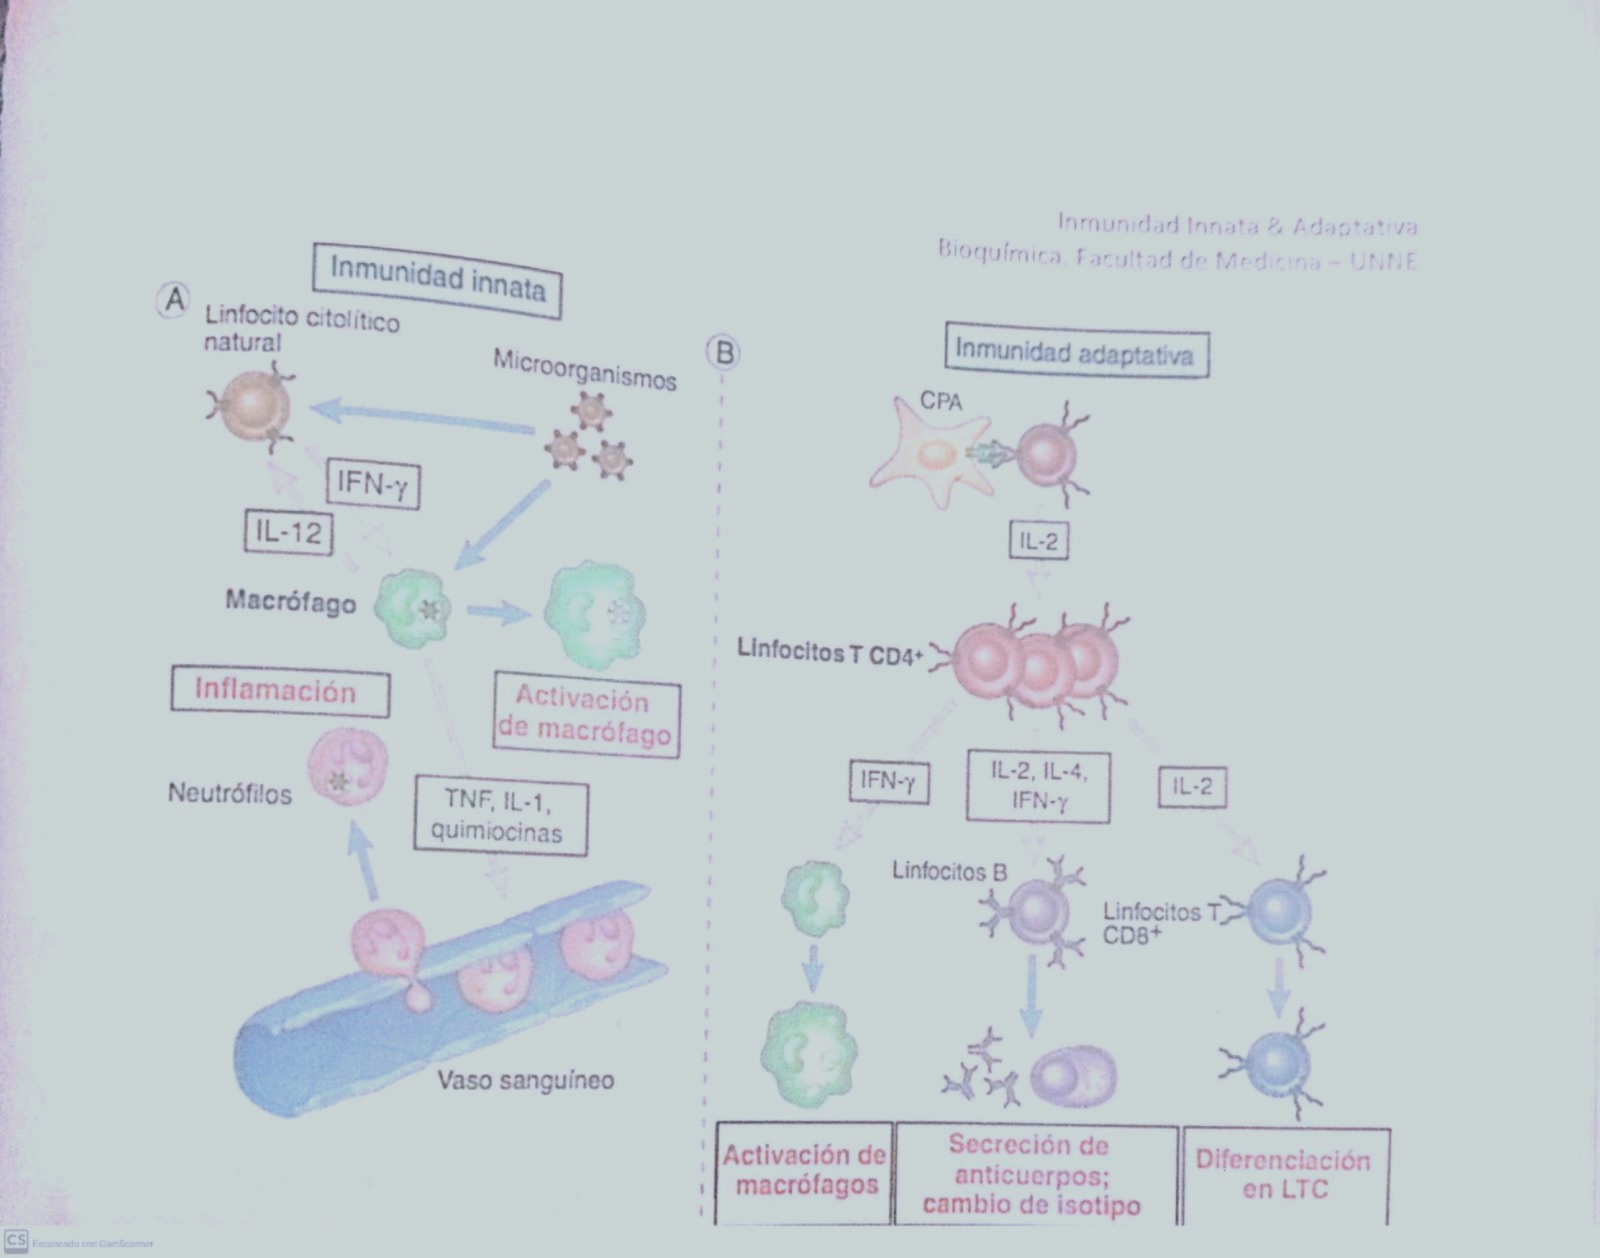 Inmunidad Innata & Adaptativa
Bioquímica. Facultad de Medicina – UNNE
A
Inmunidad innata
Linfocito citolítico
natural
Microorganismos
IFN-γ
IL-12
Macrófago
Inflamación
Activación
de macrófago
Neutrófilos
TNF, IL-1,
quimiocinas
Vaso sanguíneo
B
Inmunidad adaptativa
CPA
IL-2
Linfocitos T CD4+
IFN-γ
IL-2, IL-4,
IFN-γ
IL-2
Linfocitos B
Linfocitos T
CD8+
Activación de
macrófagos
Secreción de
anticuerpos;
cambio de isotipo
Diferenciación
en LTC
CS Escaneado con CamScanner